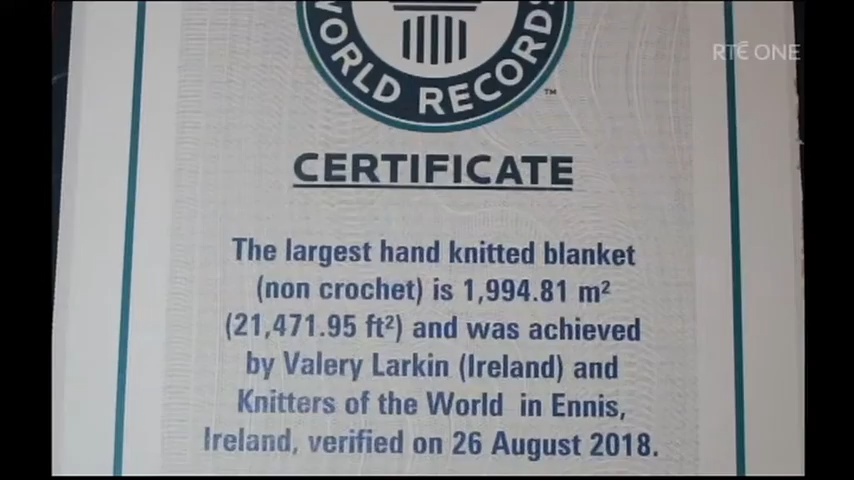 WORLD RECORDS
™
RTÉ ONE
CERTIFICATE
The largest hand knitted blanket
(non crochet) is 1,994.81 m²
(21,471.95 ft²) and was achieved
by Valery Larkin (Ireland) and
Knitters of the World in Ennis,
Ireland, verified on 26 August 2018.